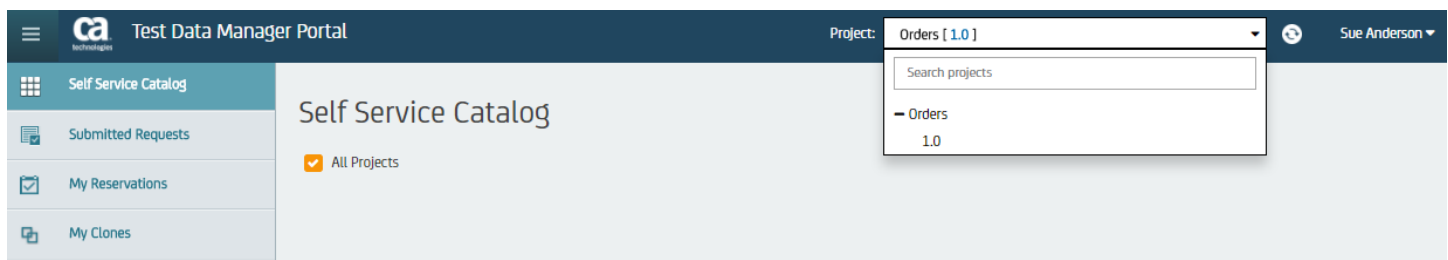 ca technologies
Test Data Manager Portal
Project:
Orders [ 1.0 ]
Sue Anderson
Search projects
Orders
1.0
Self Service Catalog
Submitted Requests
My Reservations
My Clones
Self Service Catalog
All Projects